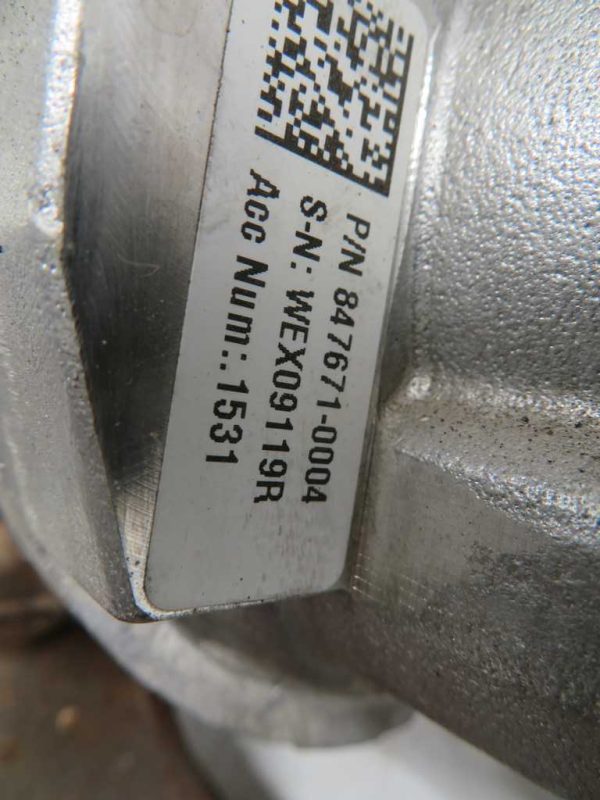 P/N 847671-0004
S-N: WEX09119R
Acc Num:.1531